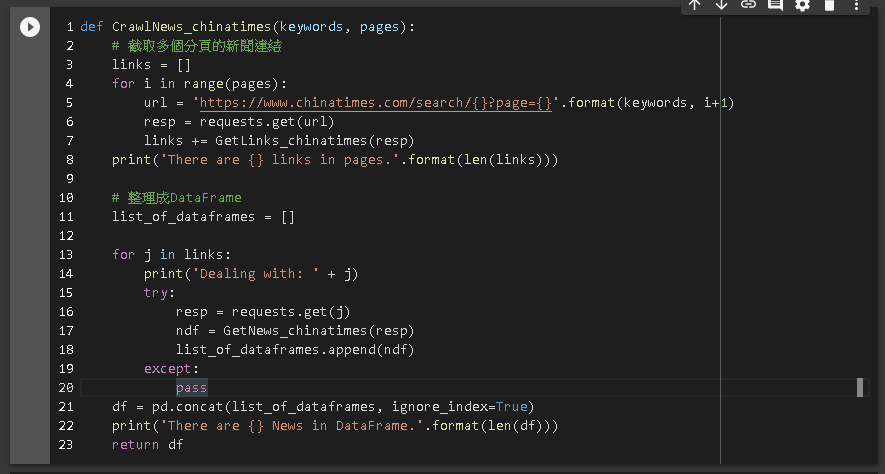 1 def CrawlNews_chinatimes(keywords, pages):
2     # 截取多個分頁的新聞連結
3     links = []
4     for i in range(pages):
5         url = 'https://www.chinatimes.com/search/{}?page={}'.format(keywords, i+1)
6         resp = requests.get(url)
7         links += GetLinks_chinatimes(resp)
8     print('There are {} links in pages.'.format(len(links)))
9
10     # 整理成DataFrame
11     list_of_dataframes = []
12
13     for j in links:
14         print('Dealing with: ' + j)
15         try:
16             resp = requests.get(j)
17             ndf = GetNews_chinatimes(resp)
18             list_of_dataframes.append(ndf)
19         except:
20             pass
21     df = pd.concat(list_of_dataframes, ignore_index=True)
22     print('There are {} News in DataFrame.'.format(len(df)))
23     return df